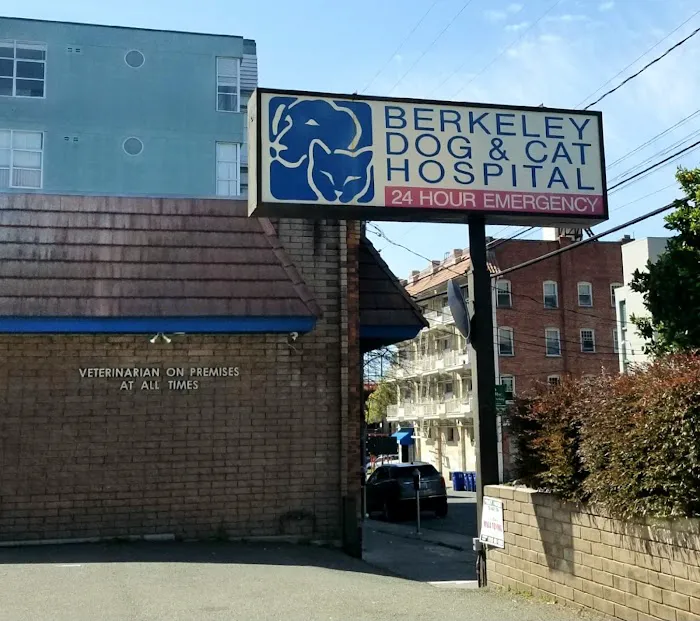 BERKELEY
DOG & CAT
HOSPITAL
24 HOUR EMERGENCY
VETERINARIAN ON PREMISES
AT ALL TIMES